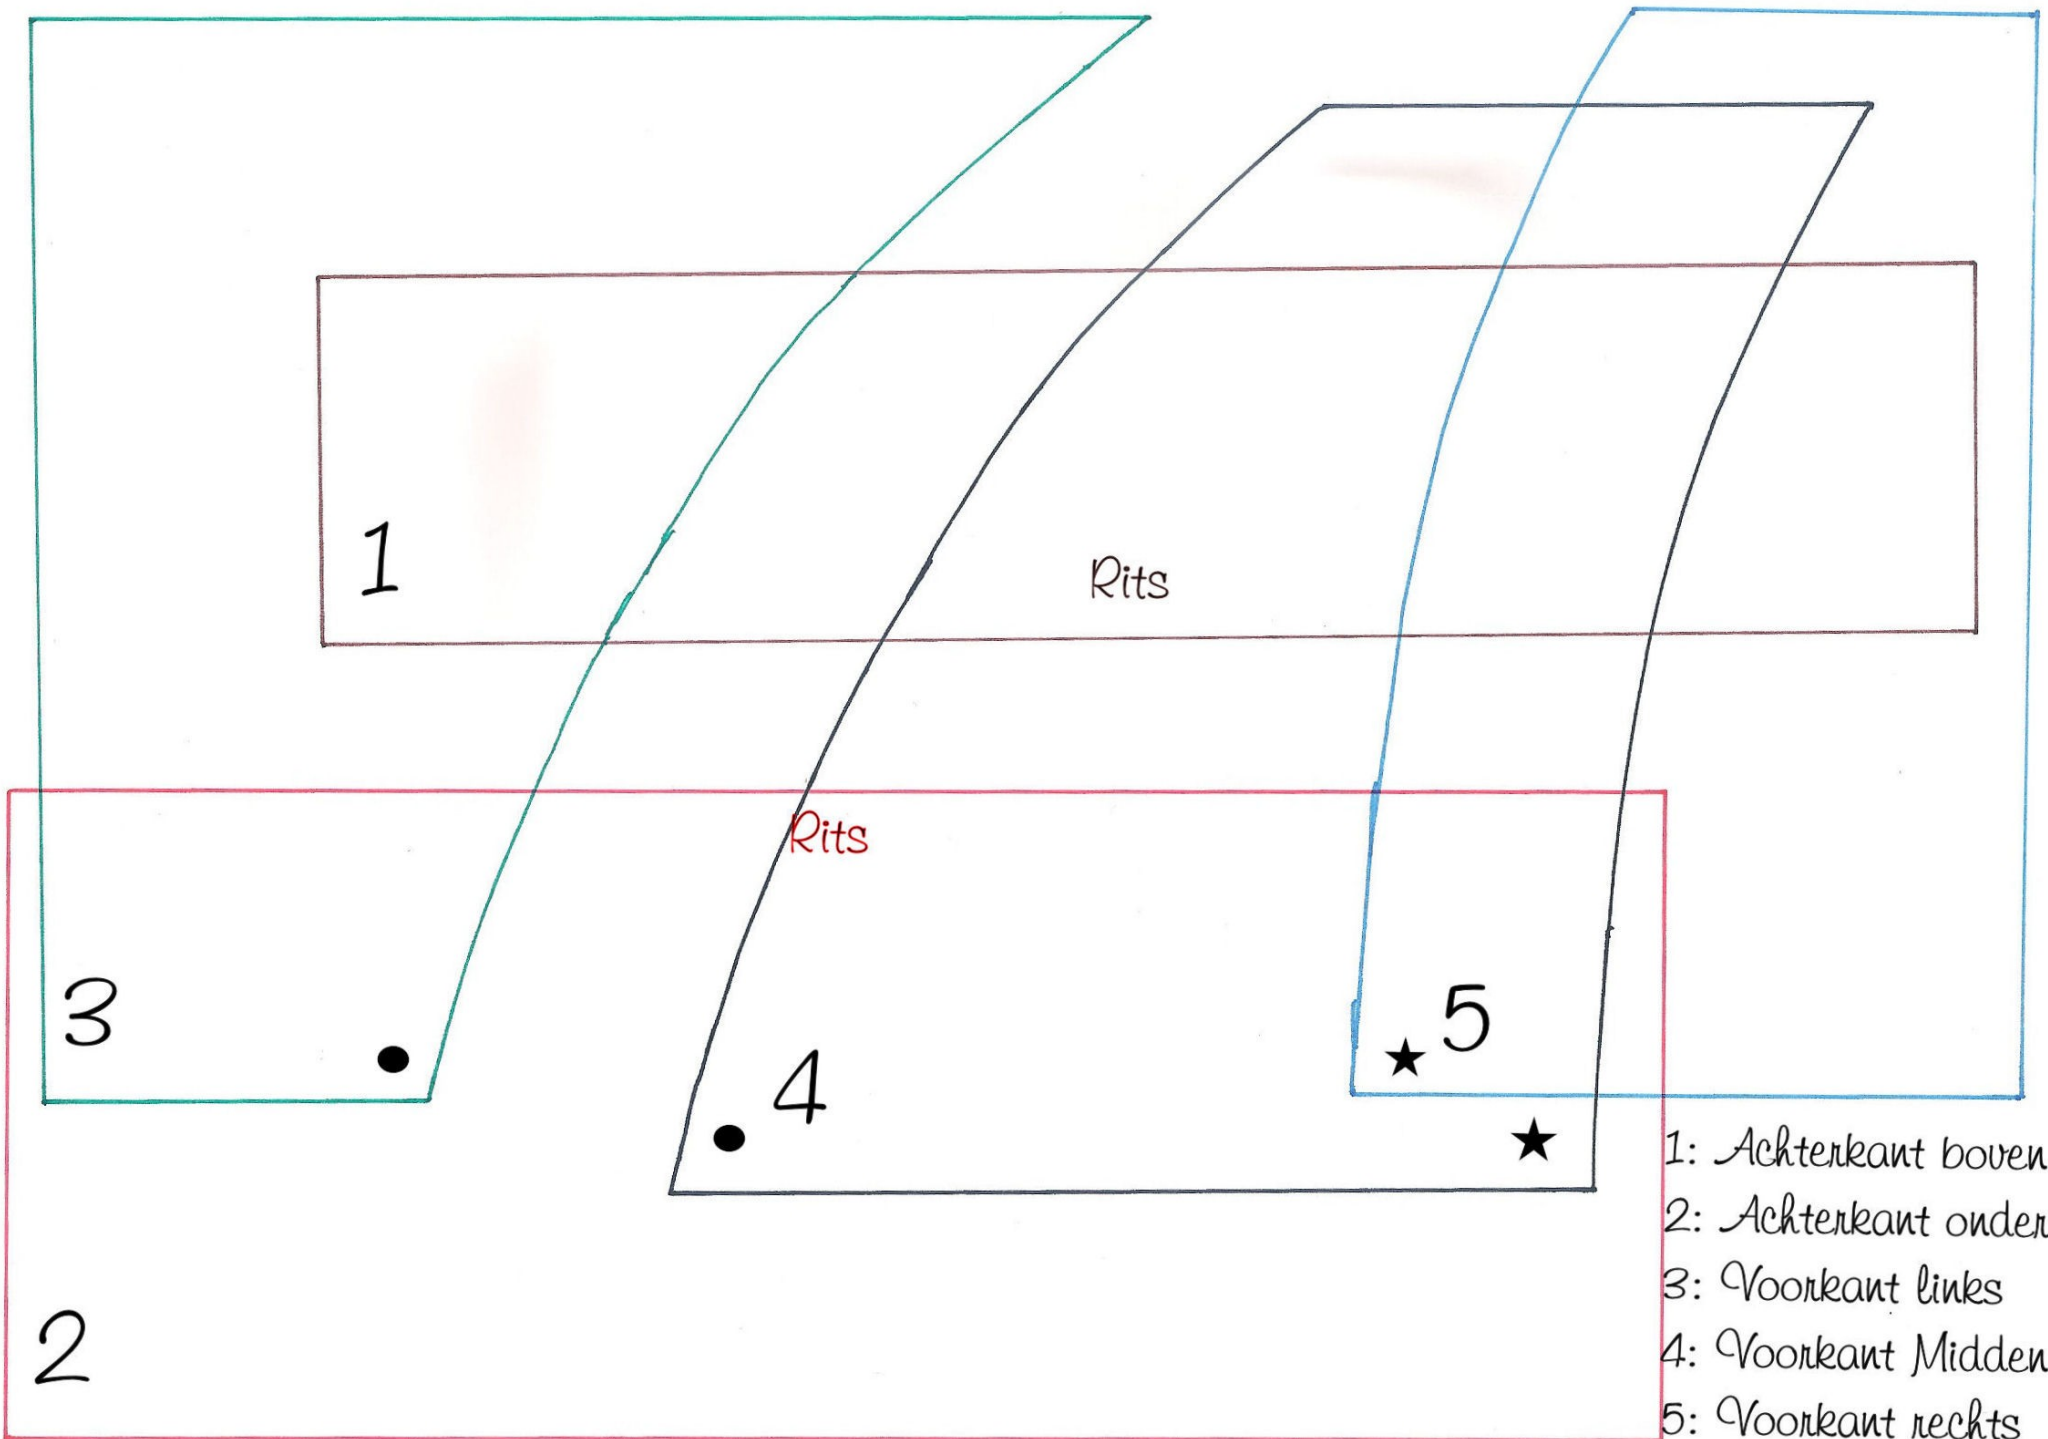 1
Rits
Rits
3
5
4
2
1: Achterkant boven
2: Achterkant onder
3: Voorkant links
4: Voorkant Midden
5: Voorkant rechts